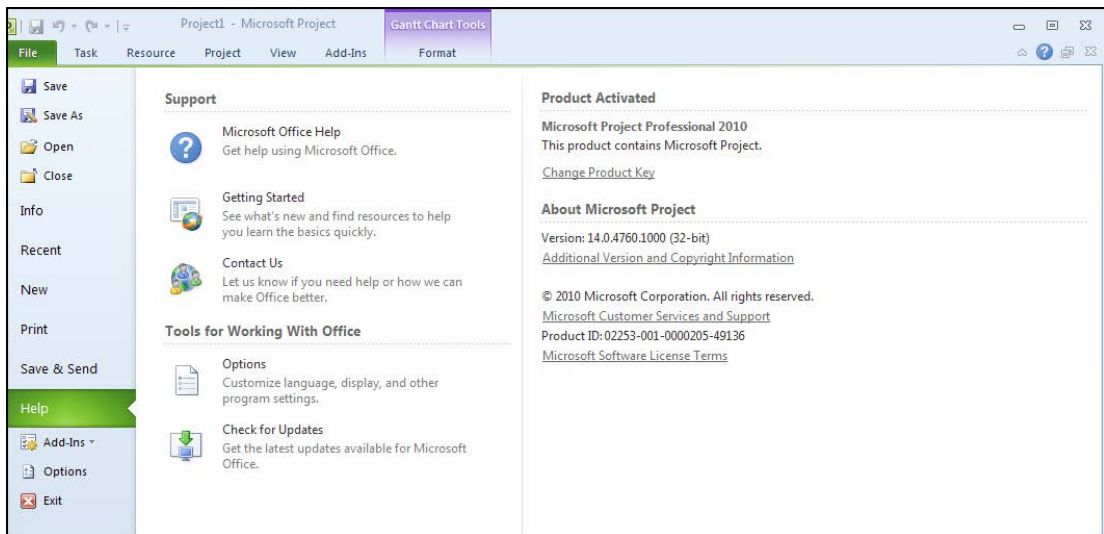 Project1 - Microsoft Project
Gantt Chart Tools
File Task Resource Project View Add-Ins Format
Save
Save As
Open
Close
Info
Recent
New
Print
Save & Send
Help
Add-Ins
Options
Exit
Support
Microsoft Office Help
Get help using Microsoft Office.
Getting Started
See what's new and find resources to help
you learn the basics quickly.
Contact Us
Let us know if you need help or how we can
make Office better.
Tools for Working With Office
Options
Customize language, display, and other
program settings.
Check for Updates
Get the latest updates available for Microsoft
Office.
Product Activated
Microsoft Project Professional 2010
This product contains Microsoft Project.
Change Product Key
About Microsoft Project
Version: 14.0.4760.1000 (32-bit)
Additional Version and Copyright Information
© 2010 Microsoft Corporation. All rights reserved.
Microsoft Customer Services and Support
Product ID: 02253-001-0000205-49136
Microsoft Software License Terms